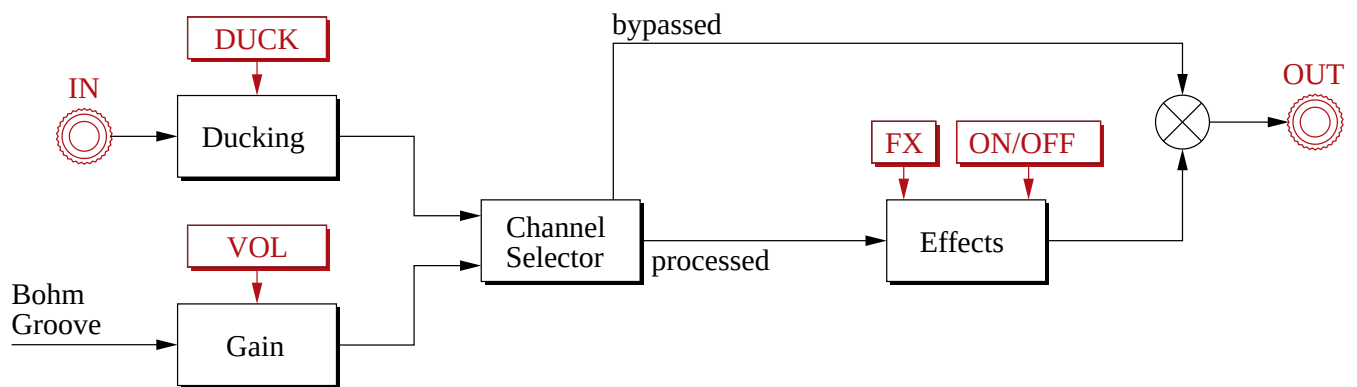 bypassed
DUCK
OUT
IN
Ducking
FX
ON/OFF
Channel
Selector
VOL
Effects
processed
Bohm
Groove
Gain